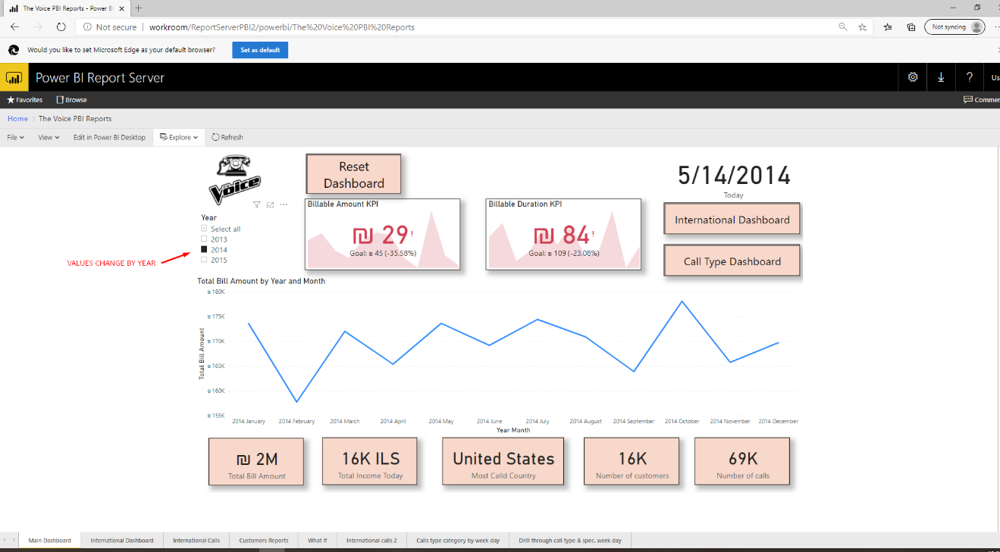 The Voice PBI Reports - Power BI
Not secure | workroom/ReportServerPBI2/powerbi/The%20Voice%20PBI%20Reports
Not syncing
Would you like to set Microsoft Edge as your default browser?
Set as default
Power BI Report Server
?
Us
Favorites
Browse
Commen
Home > The Voice PBI Reports
File
View
Edit in Power BI Desktop
Explore
Refresh
THE Voice
Reset
Dashboard
5/14/2014
Today
Billable Amount KPI
₪ 29!
Goal: ₪ 45 (-35.58%)
Billable Duration KPI
₪ 84!
Goal: ₪ 109 (-23.08%)
International Dashboard
Call Type Dashboard
Year
Select all
2013
2014
2015
VALUES CHANGE BY YEAR
Total Bill Amount by Year and Month
₪ 180K
₪ 175K
₪ 170K
₪ 165K
₪ 160K
₪ 155K
Total Bill Amount
2014 January 2014 February 2014 March 2014 April 2014 May 2014 June 2014 July 2014 August 2014 September 2014 October 2014 November 2014 December
Year Month
₪ 2M
Total Bill Amount
16K ILS
Total Income Today
United States
Most Calld Country
16K
Number of customers
69K
Number of calls
Main Dashboard
International Dashboard
International Calls
Customers Reports
What If
International calls 2
Calls type category by week day
Drill through call type & spec. week day